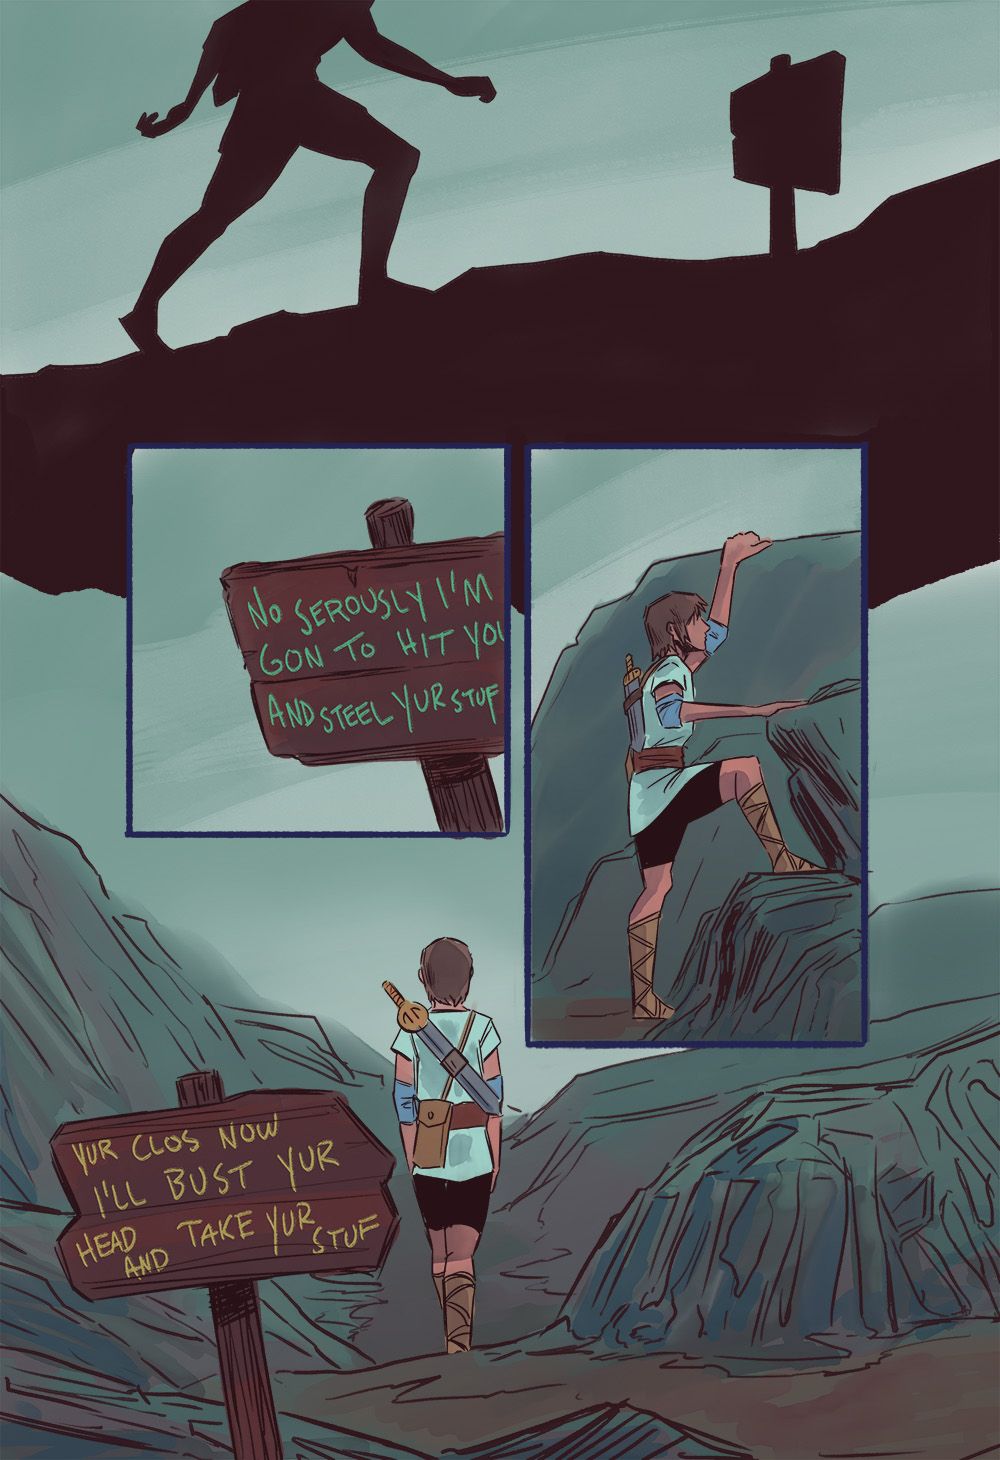 NO SEROUSLY I'M
GON TO HIT YOU
AND STEEL YUR STUF
YUR CLOS NOW
I'LL BUST YUR
HEAD
AND TAKE YUR
STUF